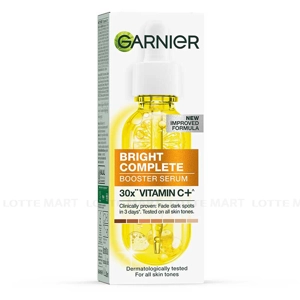 GARNIER
NEW
IMPROVED
FORMULA
BRIGHT
COMPLETE
BOOSTER SERUM
30x** VITAMIN C+*
Clinically proven: Fade dark spots
in 3 days*. Tested on all skin tones.
Dermatologically tested
For all skin tones
LOTTE MART